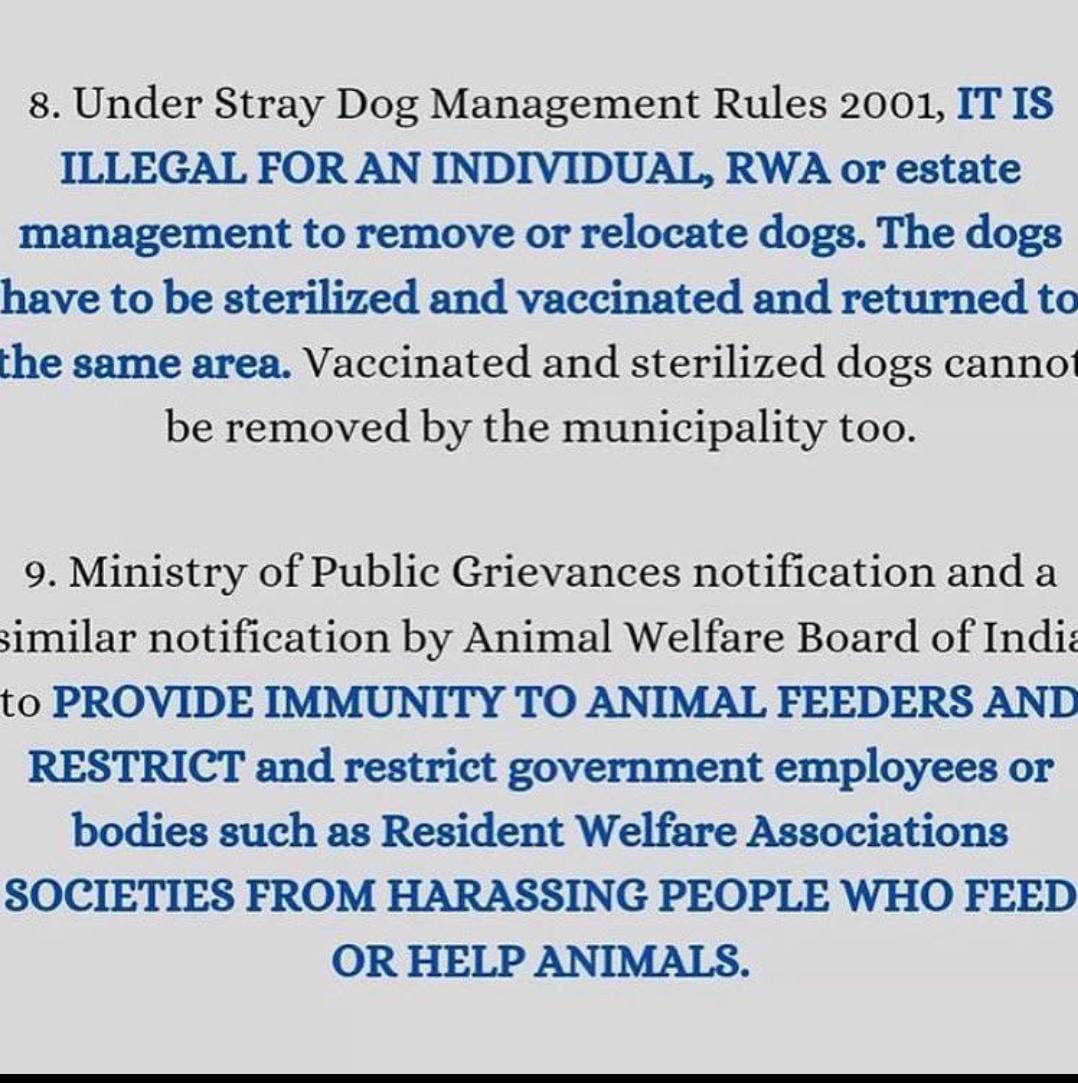 8. Under Stray Dog Management Rules 2001, IT IS
ILLEGAL FOR AN INDIVIDUAL, RWA or estate
management to remove or relocate dogs. The dogs
have to be sterilized and vaccinated and returned to
the same area. Vaccinated and sterilized dogs cannot
be removed by the municipality too.
9. Ministry of Public Grievances notification and a
similar notification by Animal Welfare Board of India
to PROVIDE IMMUNITY TO ANIMAL FEEDERS AND
RESTRICT and restrict government employees or
bodies such as Resident Welfare Associations
SOCIETIES FROM HARASSING PEOPLE WHO FEED
OR HELP ANIMALS.